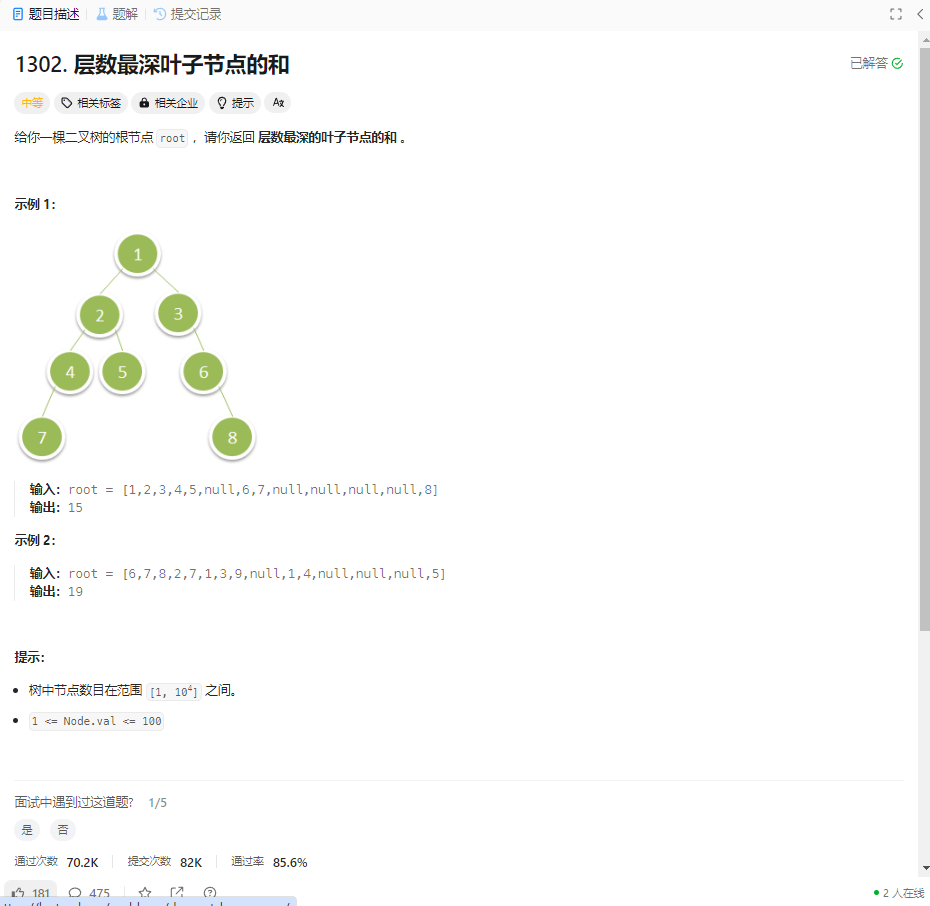 题目描述 题解 提交记录
1302. 层数最深叶子节点的和
已解答
中等 相关标签 相关企业 提示 Az
给你一棵二叉树的根节点 root ，请你返回 层数最深的叶子节点的和 。
示例 1：
1
2 3
4 5 6
7 8
输入：root = [1,2,3,4,5,null,6,7,null,null,null,null,8]
输出：15
示例 2：
输入：root = [6,7,8,2,7,1,3,9,null,1,4,null,null,null,5]
输出：19
提示：
树中节点数目在范围 [1, 10⁴] 之间。
1 <= Node.val <= 100
面试中遇到过这道题? 1/5
是 否
通过次数 70.2K 提交次数 82K 通过率 85.6%
181 475
2 人在线